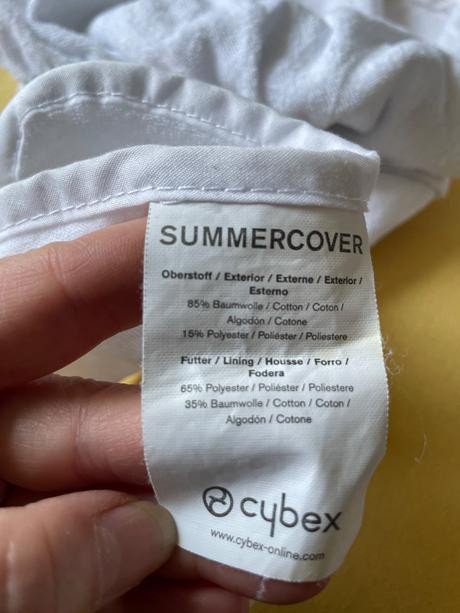 SUMMERCOVER
Oberstoff / Exterior / Externe / Exterior /
Esterno
85% Baumwolle / Cotton / Coton /
Algodón / Cotone
15% Polyester / Poliéster / Poliestere
Futter / Lining / Housse / Forro /
Fodera
65% Polyester / Poliéster / Poliestere
35% Baumwolle / Cotton / Coton /
Algodón / Cotone
cybex
www.cybex-online.com